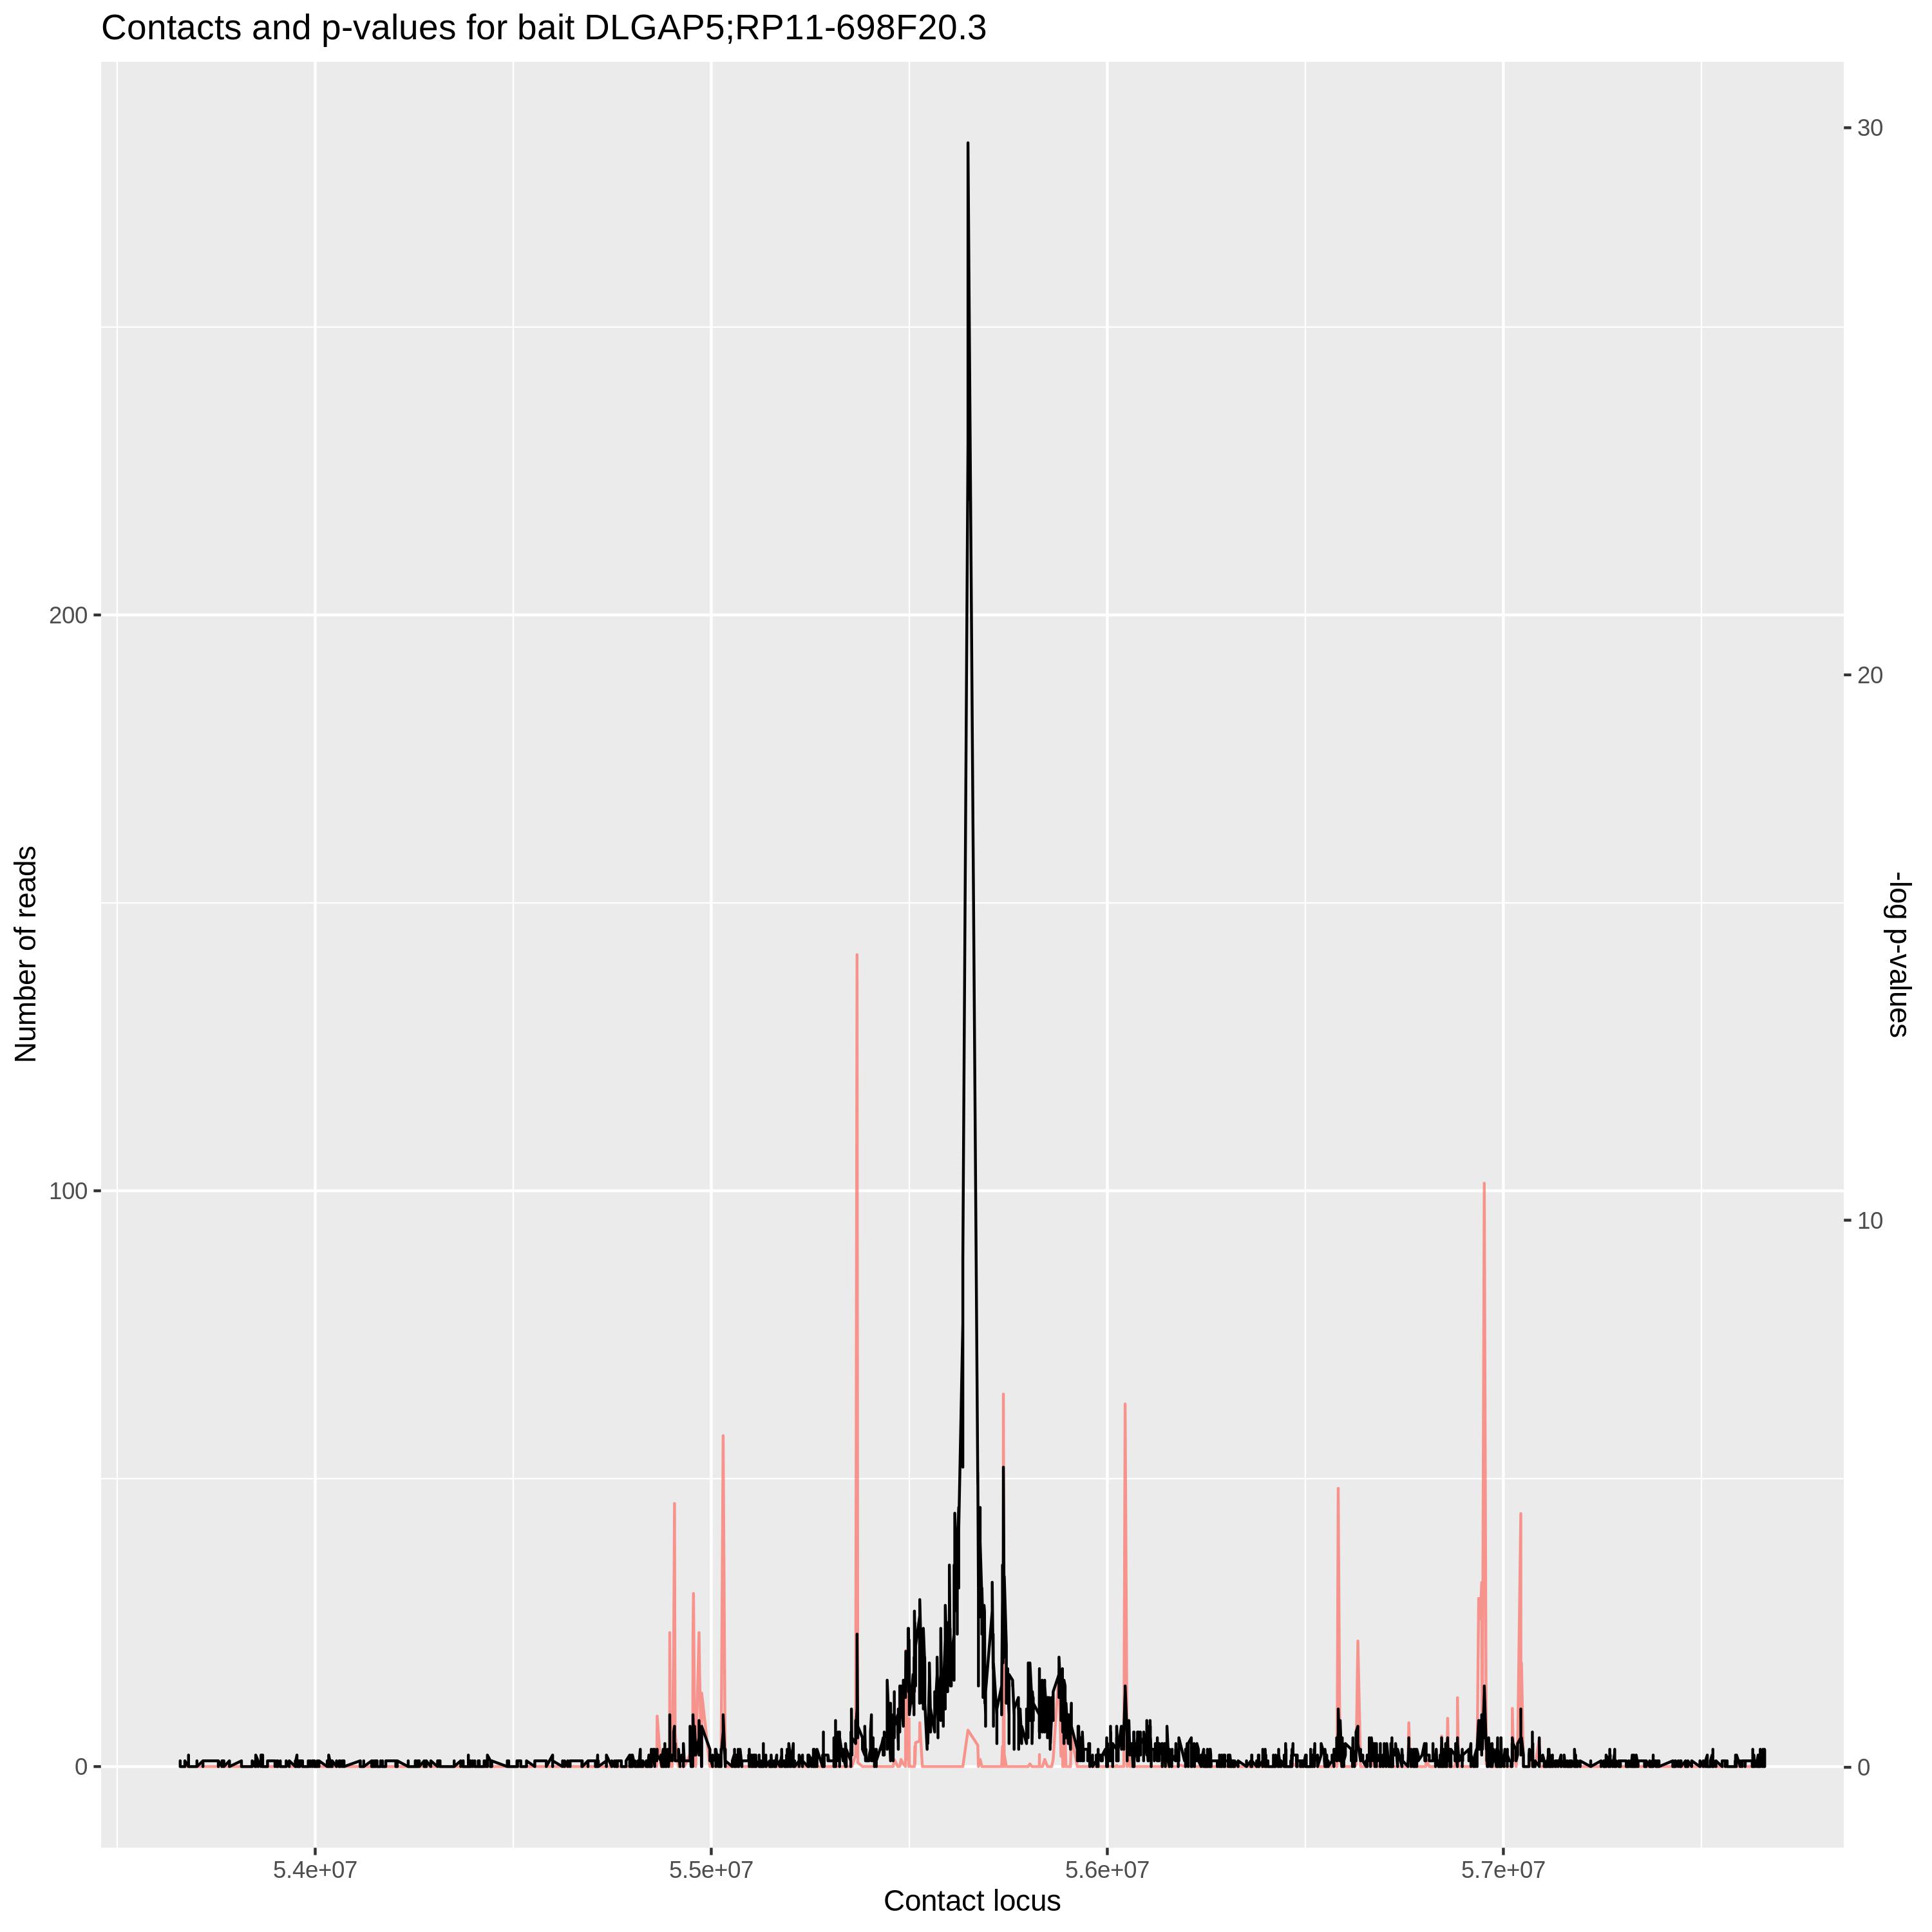 Contacts and p-values for bait DLGAP5;RP11-698F20.3
Number of reads
200
100
0
30
20
10
0
-log p-values
5.4e+07
5.5e+07
5.6e+07
5.7e+07
Contact locus